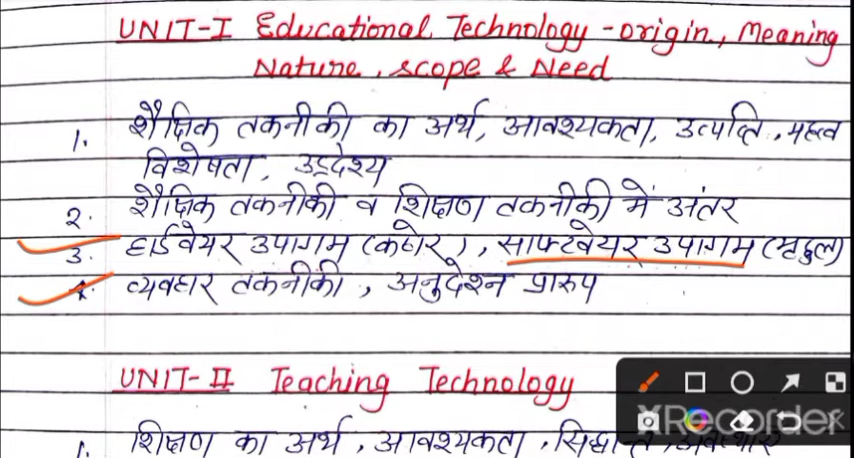 UNIT-I Educational Technology - origin, Meaning
Nature, scope & Need
1. शैक्षिक तकनीकी का अर्थ, आवश्यकता, उत्पत्ति, महत्व
विशेषता, उद्देश्य
2. शैक्षिक तकनीकी व शिक्षण तकनीकी में अंतर
3. हार्डवेयर उपागम (कठोर), साफ्टवेयर उपागम (मृदुल)
4. व्यवहार तकनीकी, अनुदेशन प्रारूप
UNIT-II Teaching Technology
1. शिक्षण का अर्थ, आवश्यकता, सिद्धान्त,
XRecorder